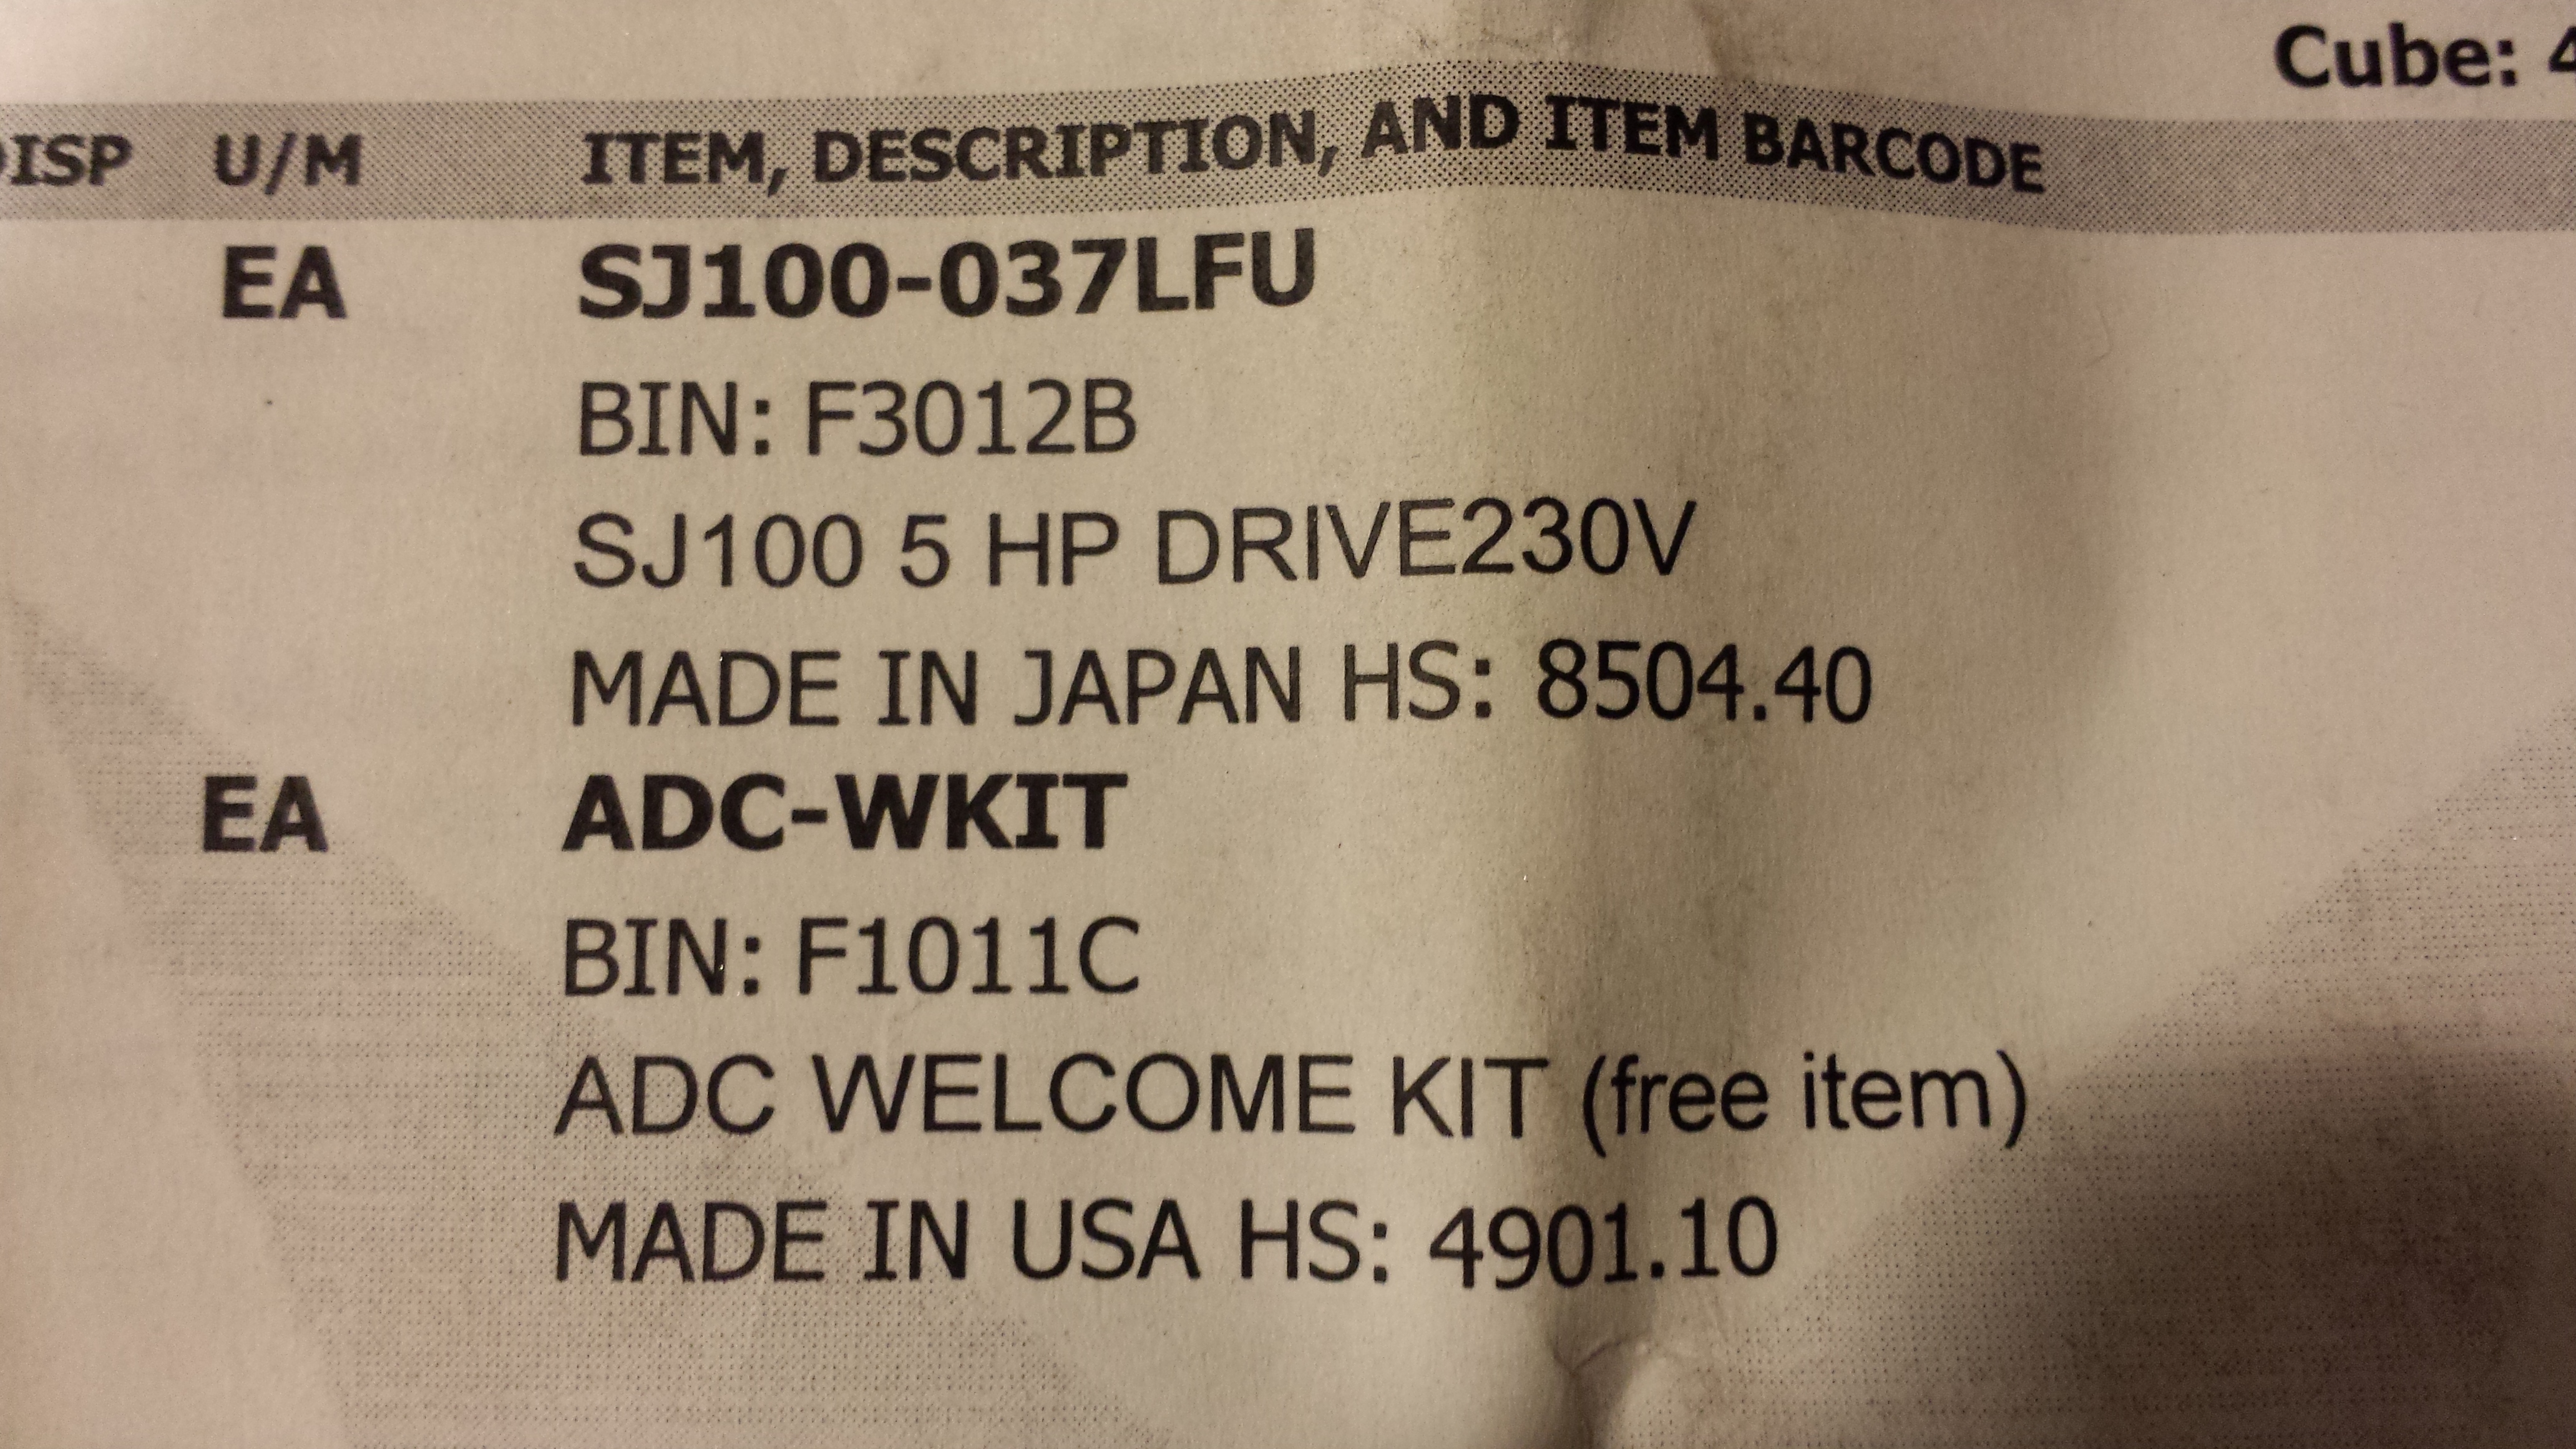 Cube: 4
DISP U/M ITEM, DESCRIPTION, AND ITEM BARCODE
EA SJ100-037LFU
BIN: F3012B
SJ100 5 HP DRIVE230V
MADE IN JAPAN HS: 8504.40
EA ADC-WKIT
BIN: F1011C
ADC WELCOME KIT (free item)
MADE IN USA HS: 4901.10